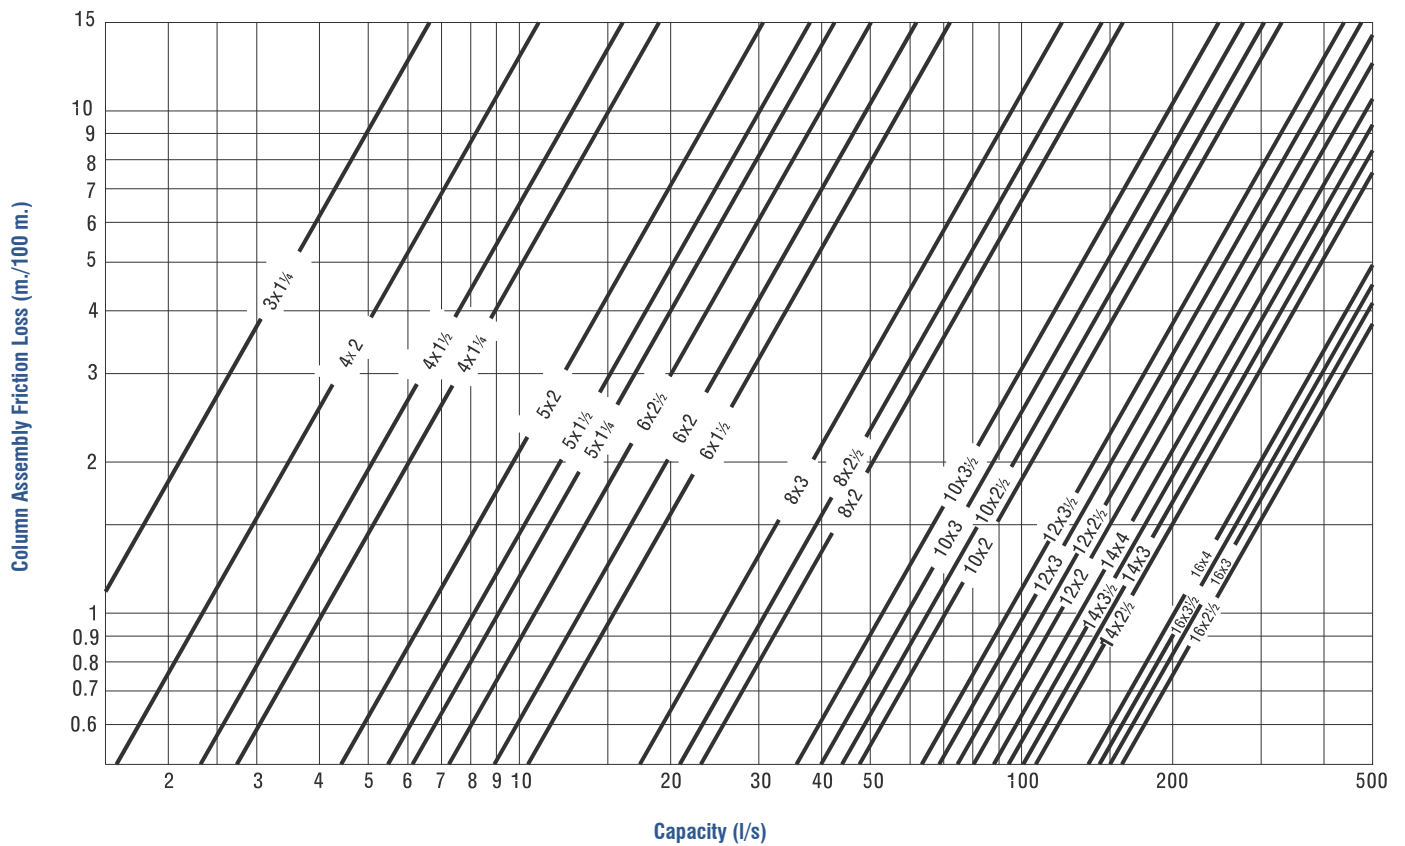 15
10
9
8
7
6
5
4
3
2
1
0.9
0.8
0.7
0.6
Column Assembly Friction Loss (m./100 m.)
3x1¼
4x2
4x1½
4x1¼
5x2
5x1½
5x1¼
6x2½
6x2
6x1½
8x3
8x2½
8x2
10x3½
10x3
10x2½
10x2
12x3½
12x3
12x2½
12x2
14x4
14x3½
14x3
14x2½
16x4
16x3½
16x3
16x2½
2 3 4 5 6 7 8 9 10 20 30 40 50 100 200 500
Capacity (l/s)